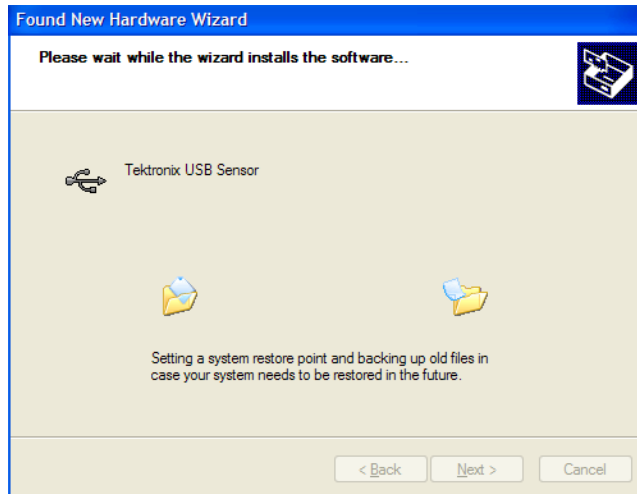 Found New Hardware Wizard
Please wait while the wizard installs the software...
Tektronix USB Sensor
Setting a system restore point and backing up old files in
case your system needs to be restored in the future.
< Back Next > Cancel